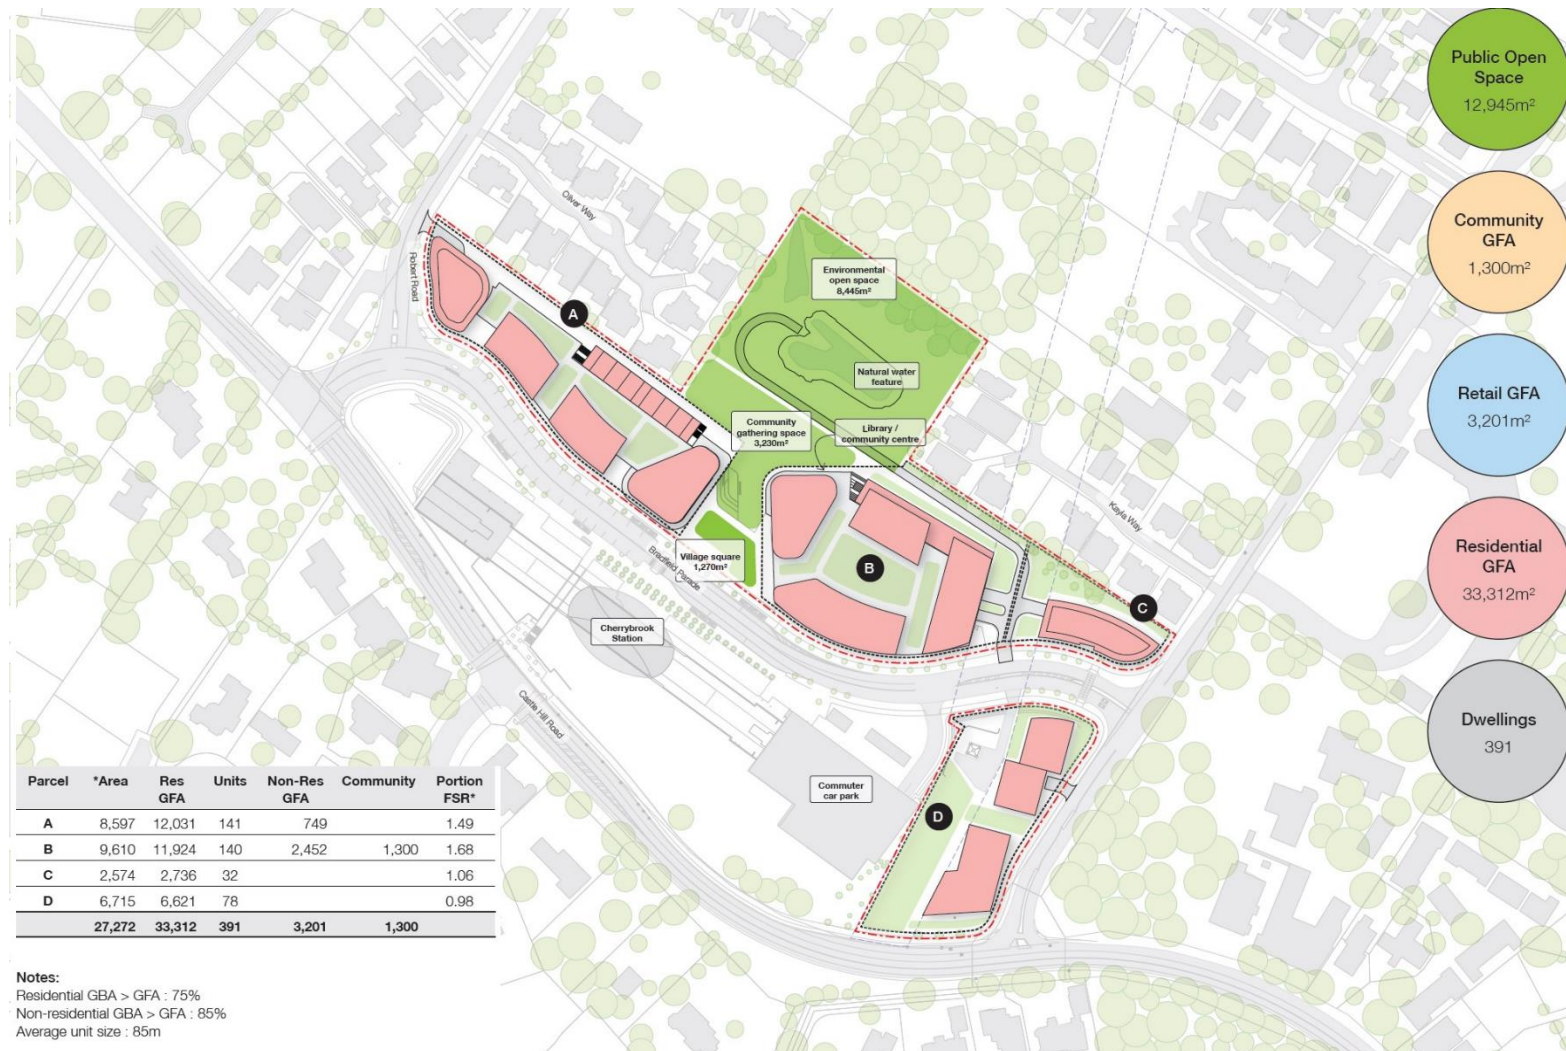 Public Open
Space
12,945m²
Community
GFA
1,300m²
Retail GFA
3,201m²
Residential
GFA
33,312m²
Dwellings
391
Oliver Way
Robert Road
A
Environmental
open space
8,445m²
Natural water
feature
Community
gathering space
3,230m²
Library /
community centre
Kayla Way
Village square
1,270m²
Bradfield Parade
B
C
Cherrybrook
Station
Castle Hill Road
Commuter
car park
D
Parcel *Area Res GFA Units Non-Res GFA Community Portion FSR*
A 8,597 12,031 141 749 1.49
B 9,610 11,924 140 2,452 1,300 1.68
C 2,574 2,736 32 1.06
D 6,715 6,621 78 0.98
27,272 33,312 391 3,201 1,300
Notes:
Residential GBA > GFA : 75%
Non-residential GBA > GFA : 85%
Average unit size : 85m